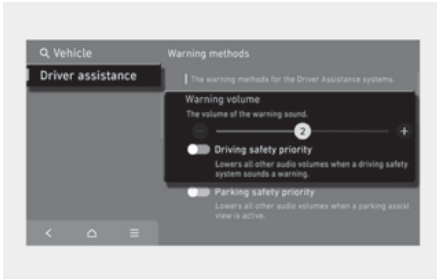 Vehicle
Warning methods
Driver assistance
The warning methods for the Driver Assistance systems.
Warning volume
The volume of the warning sound.
2
Driving safety priority
Lowers all other audio volumes when a driving safety
system sounds a warning.
Parking safety priority
Lowers all other audio volumes when a parking assist
view is active.